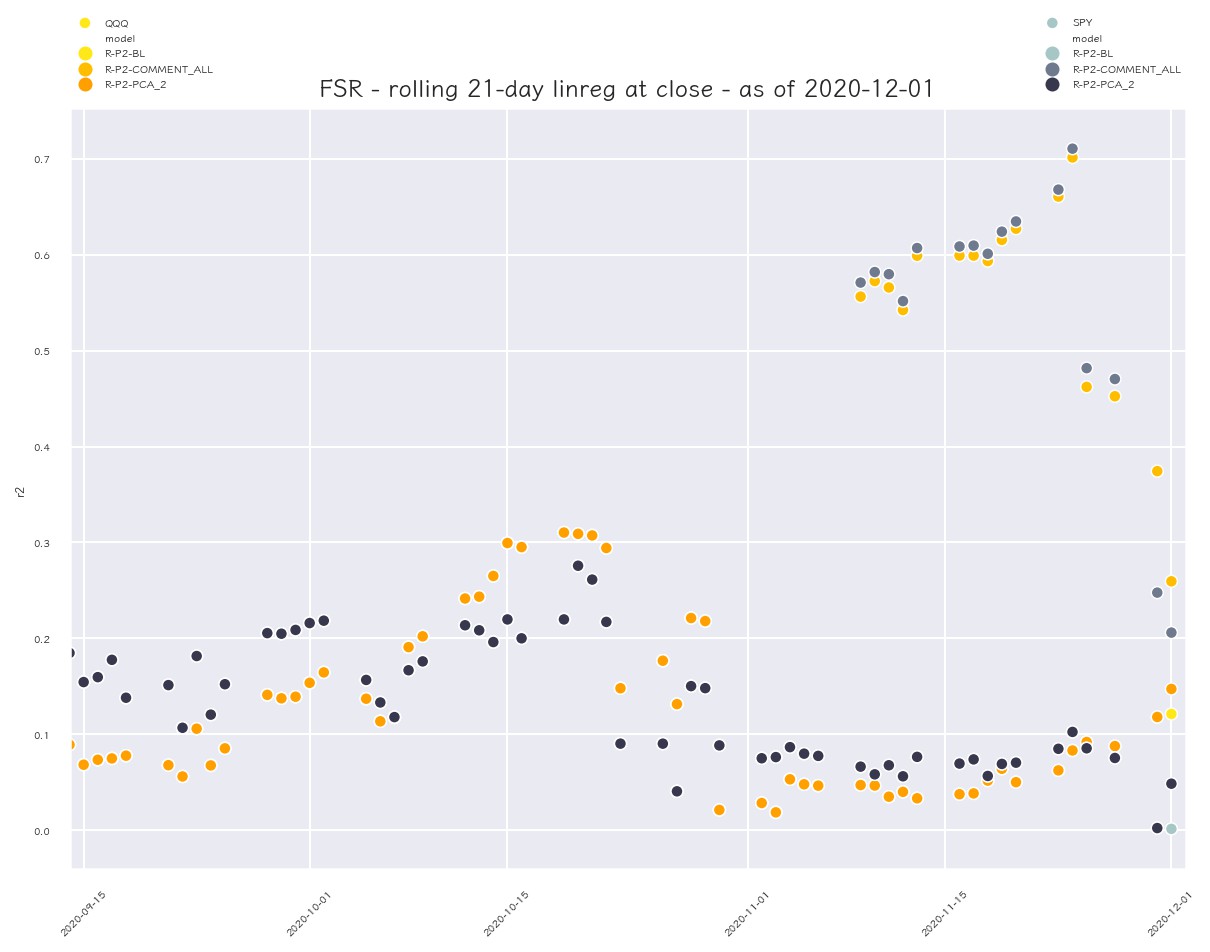 QQQ
model
R-P2-BL
R-P2-COMMENT_ALL
R-P2-PCA_2
SPY
model
R-P2-BL
R-P2-COMMENT_ALL
R-P2-PCA_2
FSR - rolling 21-day linreg at close - as of 2020-12-01
0.7
0.6
0.5
0.4
0.3
0.2
0.1
0.0
r2
2020-09-15
2020-10-01
2020-10-15
2020-11-01
2020-11-15
2020-12-01